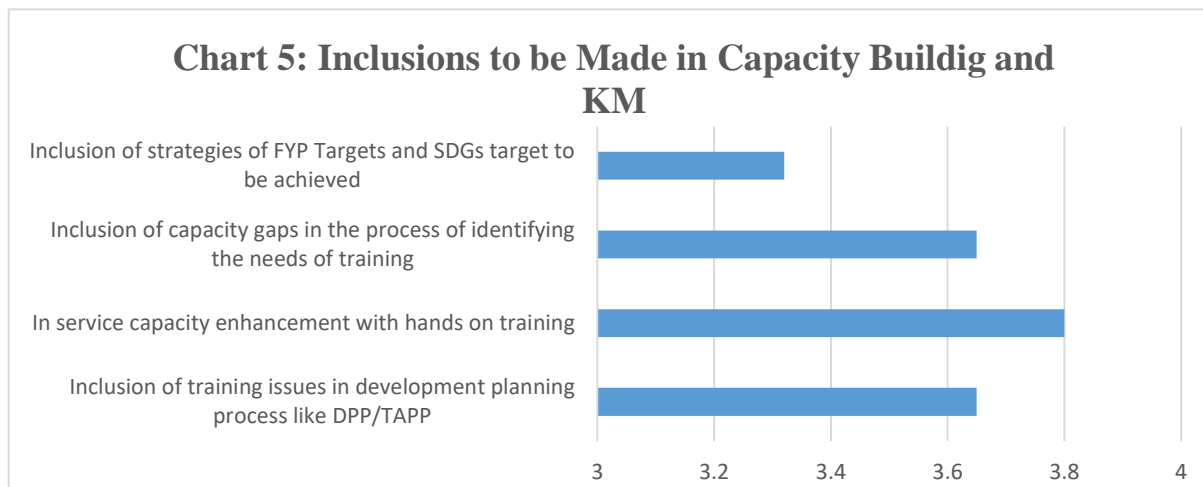 Chart 5: Inclusions to be Made in Capacity Buildig and
KM
Inclusion of strategies of FYP Targets and SDGs target to
be achieved
Inclusion of capacity gaps in the process of identifying
the needs of training
In service capacity enhancement with hands on training
Inclusion of training issues in development planning
process like DPP/TAPP
3 3.2 3.4 3.6 3.8 4